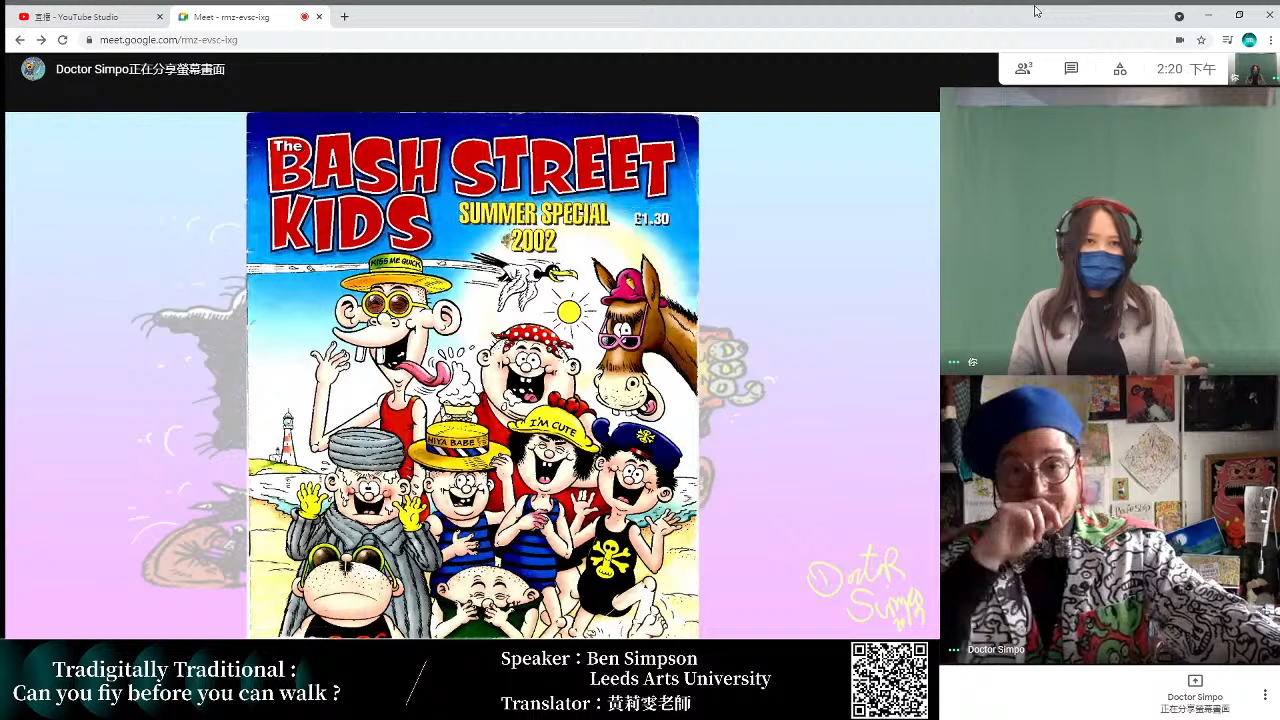 直播 - YouTube Studio
Meet - rmz-evsc-ixg
meet.google.com/rmz-evsc-ixg
Doctor Simpo正在分享螢幕畫面
3
2:20 下午
你
The
BASH STREET
KIDS
SUMMER SPECIAL
2002
£1.30
KISS ME QUICK
I'M CUTE
HIYA BABE
你
DoctoR
Simpo
Doctor Simpo
Tradigitally Traditional :
Can you fiy before you can walk ?
Speaker：Ben Simpson
Leeds Arts University
Translator：黃莉雯老師
Doctor Simpo
正在分享螢幕畫面